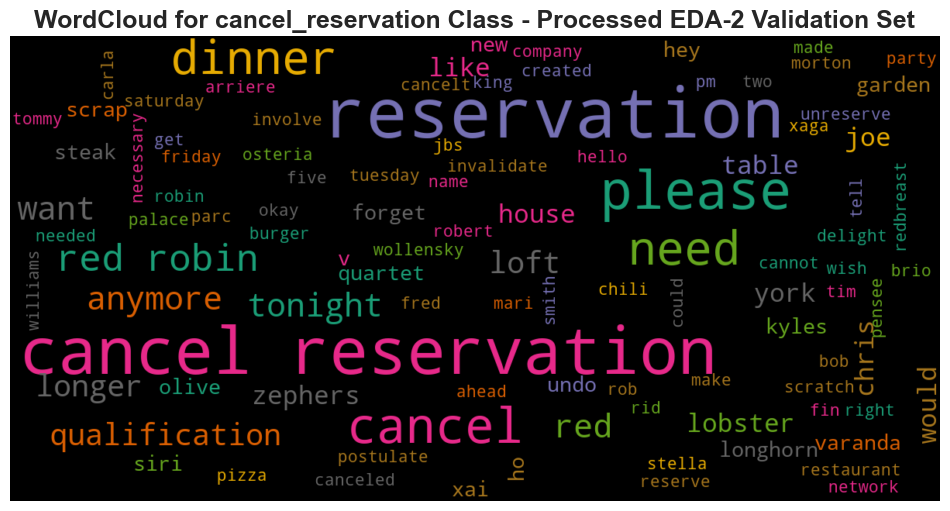 WordCloud for cancel_reservation Class - Processed EDA-2 Validation Set
dinner
carla
arriere
new
company
like
cancelt
king
created
hey
pm
two
made
morton
party
garden
tommy
scrap
saturday
involve
reservation
xaga
unreserve
joe
steak
necessary
get
friday
osteria
jbs
invalidate
hello
table
five
tuesday
name
please
tell
redbreast
want
robin
palace
parc
okay
forget
house
needed
burger
robert
wollensky
need
delight
red robin
v
quartet
loft
cannot
wish
brio
williams
anymore
tonight
fred
mari
smith
chili
could
york
tim
pensee
kyles
cancel reservation
bob
chris
longer
olive
zephers
ahead
undo
rob
make
scratch
would
rid
fin
right
qualification
cancel
red
lobster
siri
postulate
ho
longhorn
varanda
pizza
canceled
xai
stella
reserve
restaurant
network